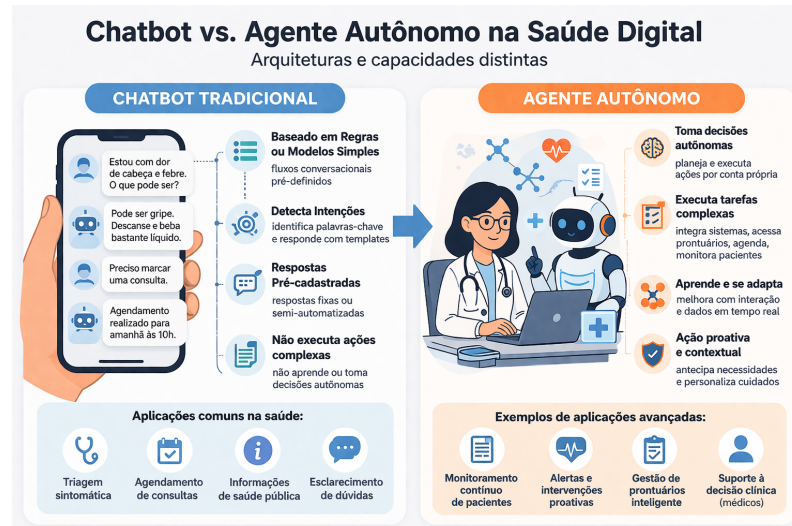 Chatbot vs. Agente Autônomo na Saúde Digital
Arquiteturas e capacidades distintas
CHATBOT TRADICIONAL
Estou com dor
de cabeça e febre.
O que pode ser?
Pode ser gripe.
Descanse e beba
bastante líquido.
Preciso marcar
uma consulta.
Agendamento
realizado para
amanhã às 10h.
Baseado em Regras
ou Modelos Simples
fluxos conversacionais
pré-definidos
Detecta Intenções
identifica palavras-chave
e responde com templates
Respostas
Pré-cadastradas
respostas fixas ou
semi-automatizadas
Não executa ações
complexas
não aprende ou toma
decisões autônomas
Aplicações comuns na saúde:
Triagem
sintomática
Agendamento
de consultas
Informações
de saúde pública
Esclarecimento
de dúvidas
AGENTE AUTÔNOMO
Toma decisões
autônomas
planeja e executa
ações por conta própria
Executa tarefas
complexas
integra sistemas, acessa
prontuários, agenda,
monitora pacientes
Aprende e se adapta
melhora com interação
e dados em tempo real
Ação proativa
e contextual
antecipa necessidades
e personaliza cuidados
Exemplos de aplicações avançadas:
Monitoramento
contínuo
de pacientes
Alertas e
intervenções
proativas
Gestão de
prontuários
inteligente
Suporte à
decisão clínica
(médicos)